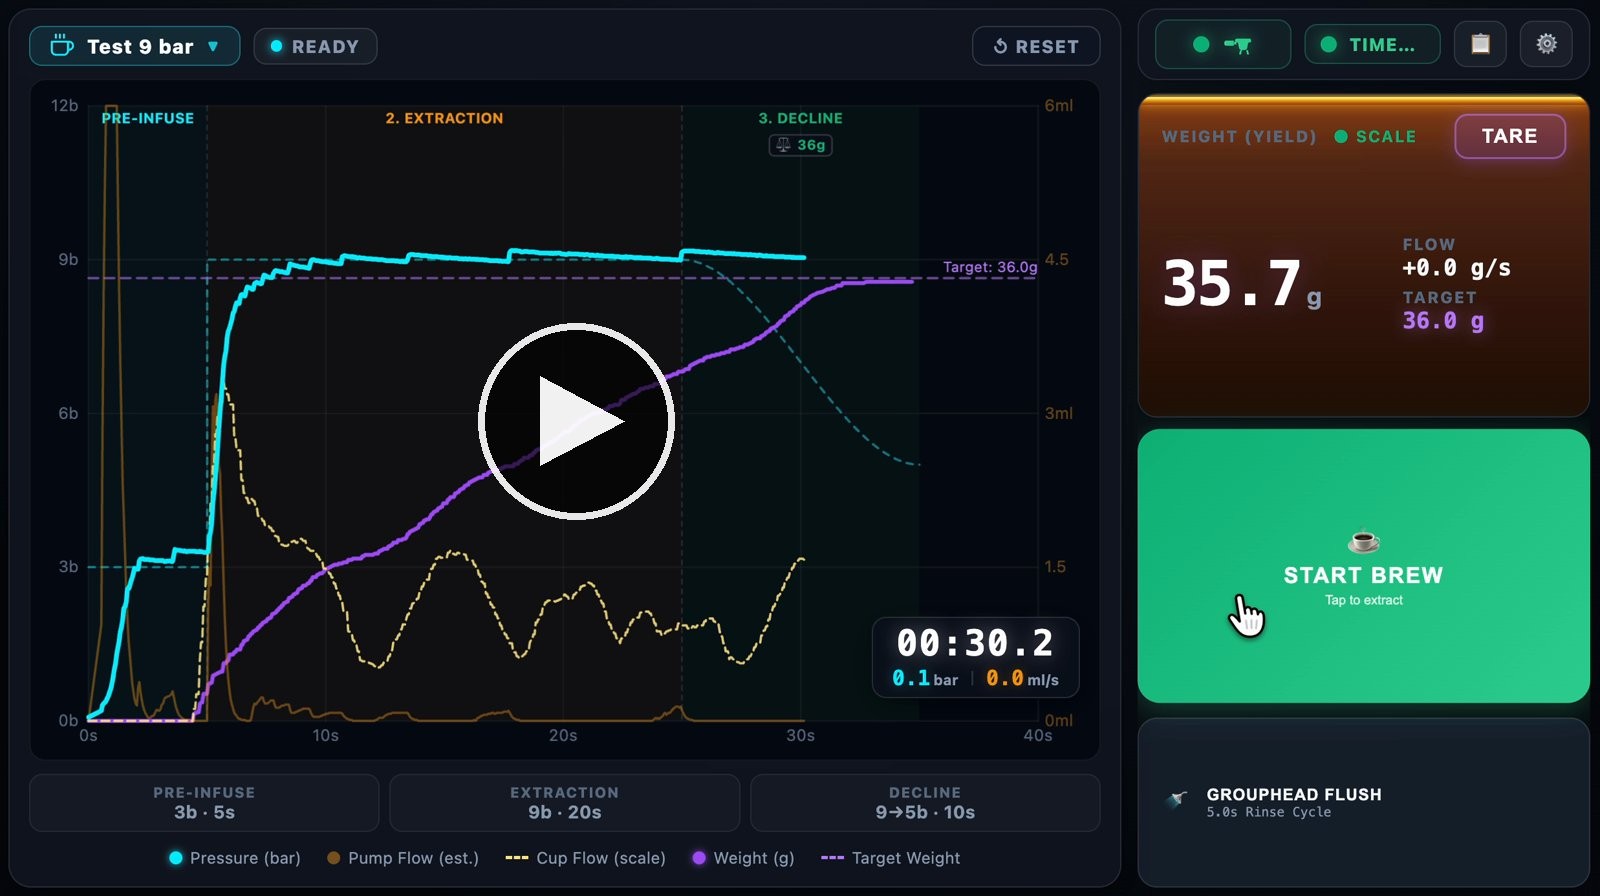 Test 9 bar ▼
READY
RESET
TIME...
12b
9b
6b
3b
0b
PRE-INFUSE
2. EXTRACTION
3. DECLINE
36g
6ml
4.5
3ml
1.5
0ml
Target: 36.0g
00:30.2
0.1 bar | 0.0 ml/s
0s
10s
20s
30s
40s
PRE-INFUSE
3b · 5s
EXTRACTION
9b · 20s
DECLINE
9→5b · 10s
Pressure (bar)
Pump Flow (est.)
Cup Flow (scale)
Weight (g)
Target Weight
WEIGHT (YIELD)
SCALE
TARE
35.7 g
FLOW
+0.0 g/s
TARGET
36.0 g
START BREW
Tap to extract
GROUPHEAD FLUSH
5.0s Rinse Cycle